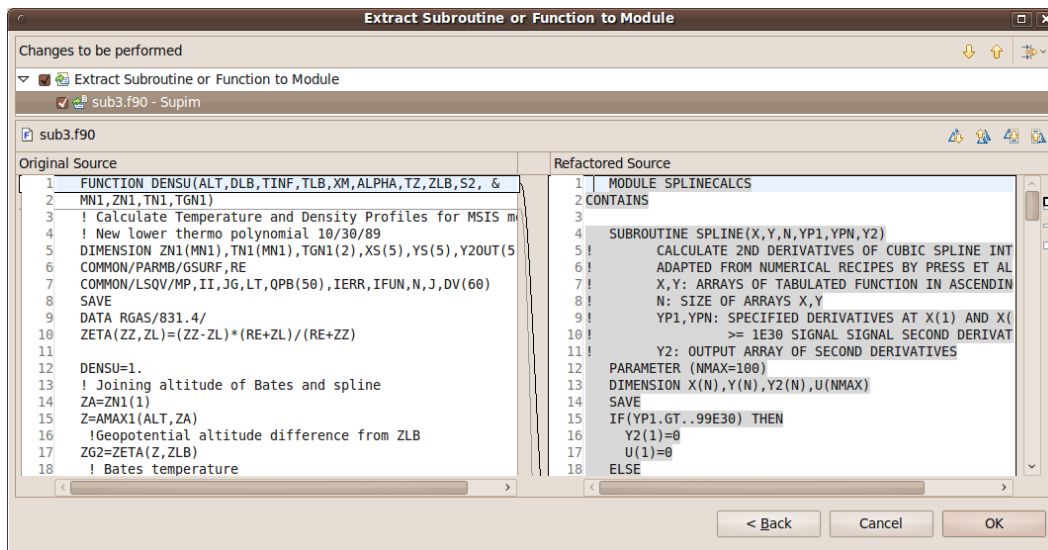 Extract Subroutine or Function to Module
Changes to be performed
Extract Subroutine or Function to Module
sub3.f90 - Supim
sub3.f90
Original Source
1 FUNCTION DENSU(ALT,DLB,TINF,TLB,XM,ALPHA,TZ,ZLB,S2, &
2 MN1,ZN1,TN1,TGN1)
3 ! Calculate Temperature and Density Profiles for MSIS m
4 ! New lower thermo polynomial 10/30/89
5 DIMENSION ZN1(MN1),TN1(MN1),TGN1(2),XS(5),YS(5),Y2OUT(5
6 COMMON/PARMB/GSURF,RE
7 COMMON/LSQV/MP,II,JG,LT,QPB(50),IERR,IFUN,N,J,DV(60)
8 SAVE
9 DATA RGAS/831.4/
10 ZETA(ZZ,ZL)=(ZZ-ZL)*(RE+ZL)/(RE+ZZ)
11
12 DENSU=1.
13 ! Joining altitude of Bates and spline
14 ZA=ZN1(1)
15 Z=AMAX1(ALT,ZA)
16 !Geopotential altitude difference from ZLB
17 ZG2=ZETA(Z,ZLB)
18 ! Bates temperature
Refactored Source
1 MODULE SPLINECALCS
2 CONTAINS
3
4 SUBROUTINE SPLINE(X,Y,N,YP1,YPN,Y2)
5 ! CALCULATE 2ND DERIVATIVES OF CUBIC SPLINE INT
6 ! ADAPTED FROM NUMERICAL RECIPES BY PRESS ET AL
7 ! X,Y: ARRAYS OF TABULATED FUNCTION IN ASCENDIN
8 ! N: SIZE OF ARRAYS X,Y
9 ! YP1,YPN: SPECIFIED DERIVATIVES AT X(1) AND X(
10 ! >= 1E30 SIGNAL SIGNAL SECOND DERIVAT
11 ! Y2: OUTPUT ARRAY OF SECOND DERIVATIVES
12 PARAMETER (NMAX=100)
13 DIMENSION X(N),Y(N),Y2(N),U(NMAX)
14 SAVE
15 IF(YP1.GT..99E30) THEN
16 Y2(1)=0
17 U(1)=0
18 ELSE
< Back
Cancel
OK